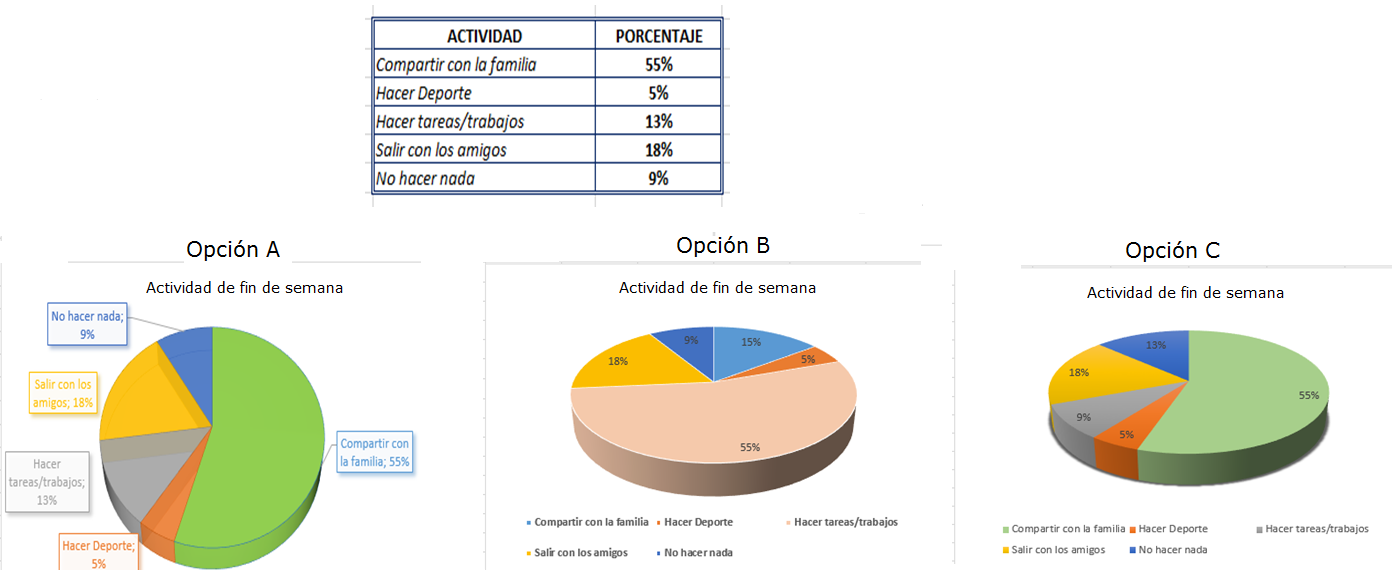 ACTIVIDAD PORCENTAJE
Compartir con la familia 55%
Hacer Deporte 5%
Hacer tareas/trabajos 13%
Salir con los amigos 18%
No hacer nada 9%
Opción A
Actividad de fin de semana
No hacer nada;
9%
Salir con los
amigos; 18%
Compartir con
la familia; 55%
Hacer
tareas/trabajos;
13%
Hacer Deporte;
5%
Opción B
Actividad de fin de semana
9%
15%
18%
5%
55%
Compartir con la familia Hacer Deporte Hacer tareas/trabajos
Salir con los amigos No hacer nada
Opción C
Actividad de fin de semana
13%
18%
55%
9%
5%
Compartir con la familia Hacer Deporte Hacer tareas/trabajos
Salir con los amigos No hacer nada